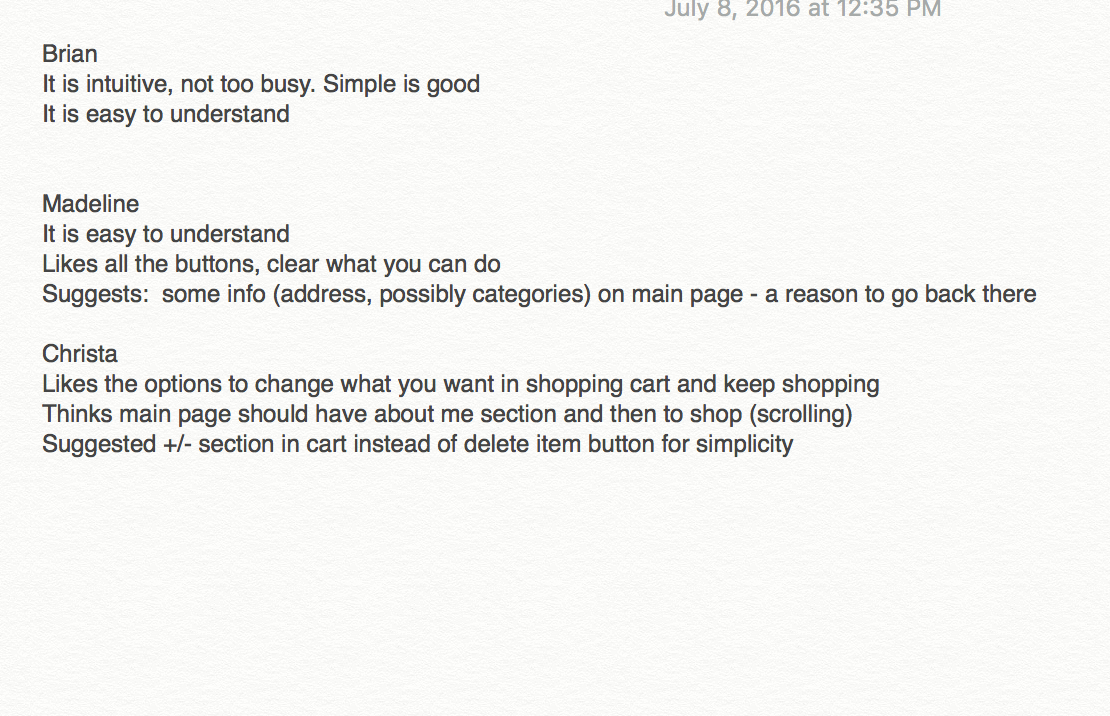 July 8, 2016 at 12:35 PM
Brian
It is intuitive, not too busy. Simple is good
It is easy to understand
Madeline
It is easy to understand
Likes all the buttons, clear what you can do
Suggests:  some info (address, possibly categories) on main page - a reason to go back there
Christa
Likes the options to change what you want in shopping cart and keep shopping
Thinks main page should have about me section and then to shop (scrolling)
Suggested +/- section in cart instead of delete item button for simplicity